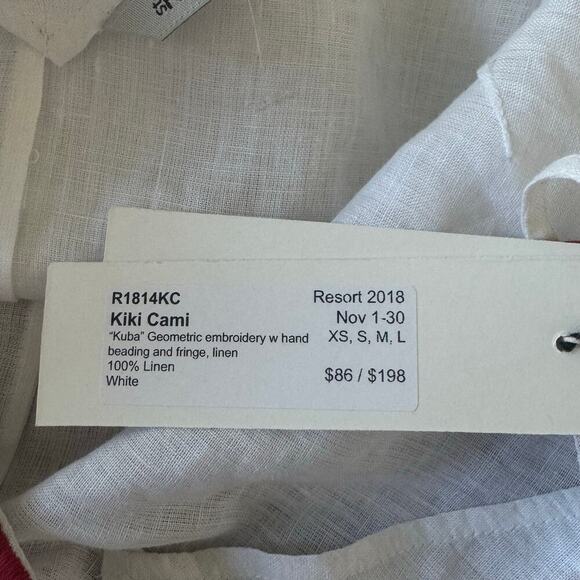 R1814KC Resort 2018
Kiki Cami Nov 1-30
"Kuba" Geometric embroidery w hand XS, S, M, L
beading and fringe, linen
100% Linen $86 / $198
White